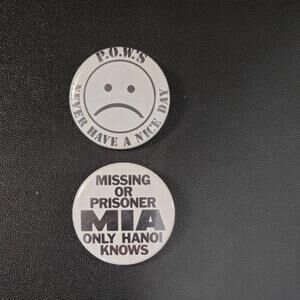 P.O.W.S
NEVER HAVE A NICE DAY
MISSING
OR
PRISONER
MIA
ONLY HANOI
KNOWS